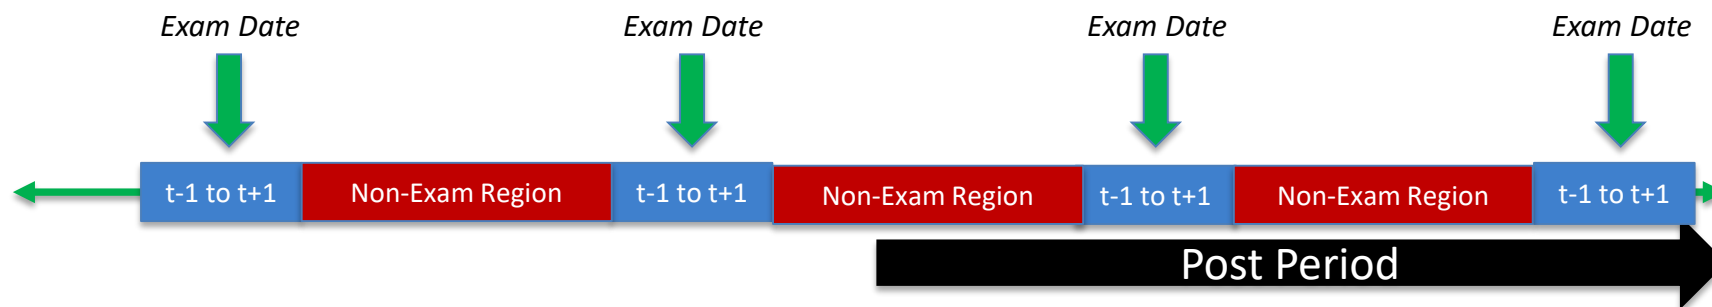 Exam Date
Exam Date
Exam Date
Exam Date
t-1 to t+1
Non-Exam Region
t-1 to t+1
Non-Exam Region
t-1 to t+1
Non-Exam Region
t-1 to t+1
Post Period